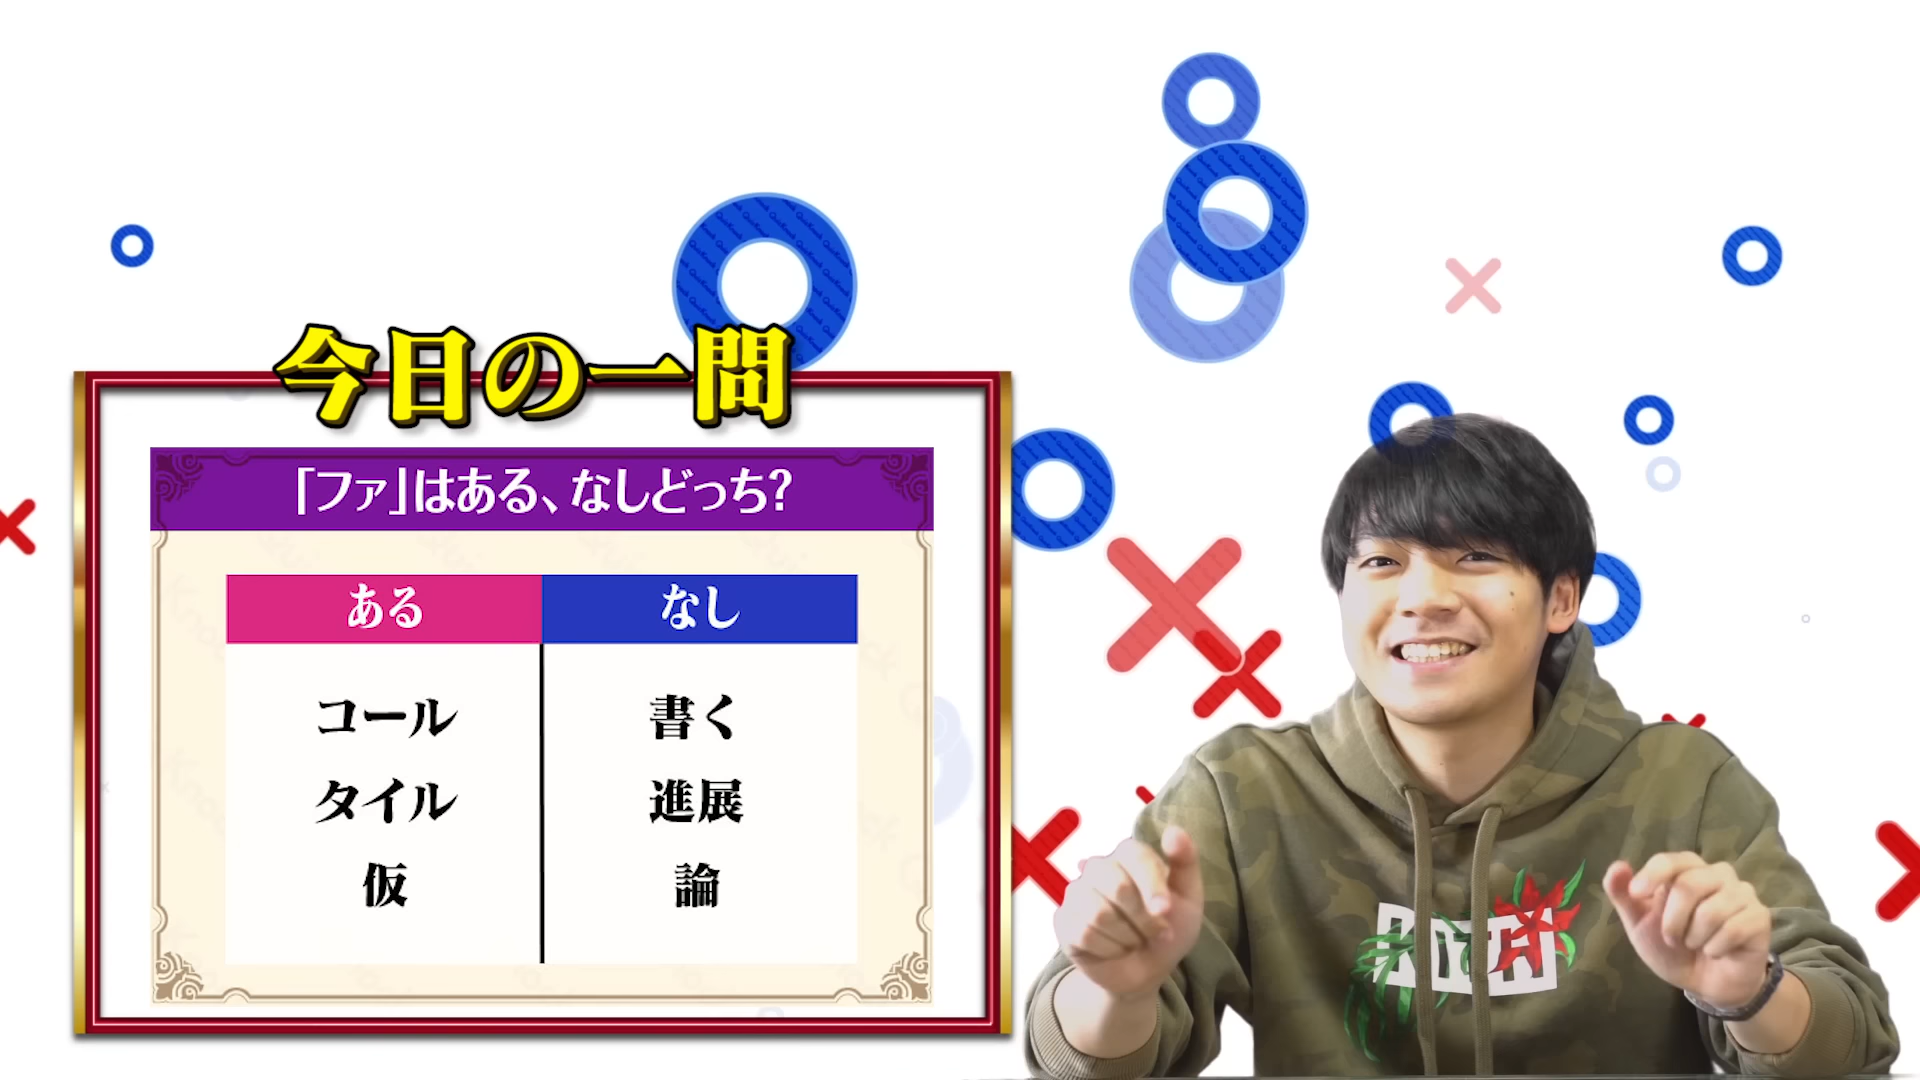 今日の一問
「ファ」はある、なしどっち?
ある
なし
コール
書く
タイル
進展
仮
論
KITH